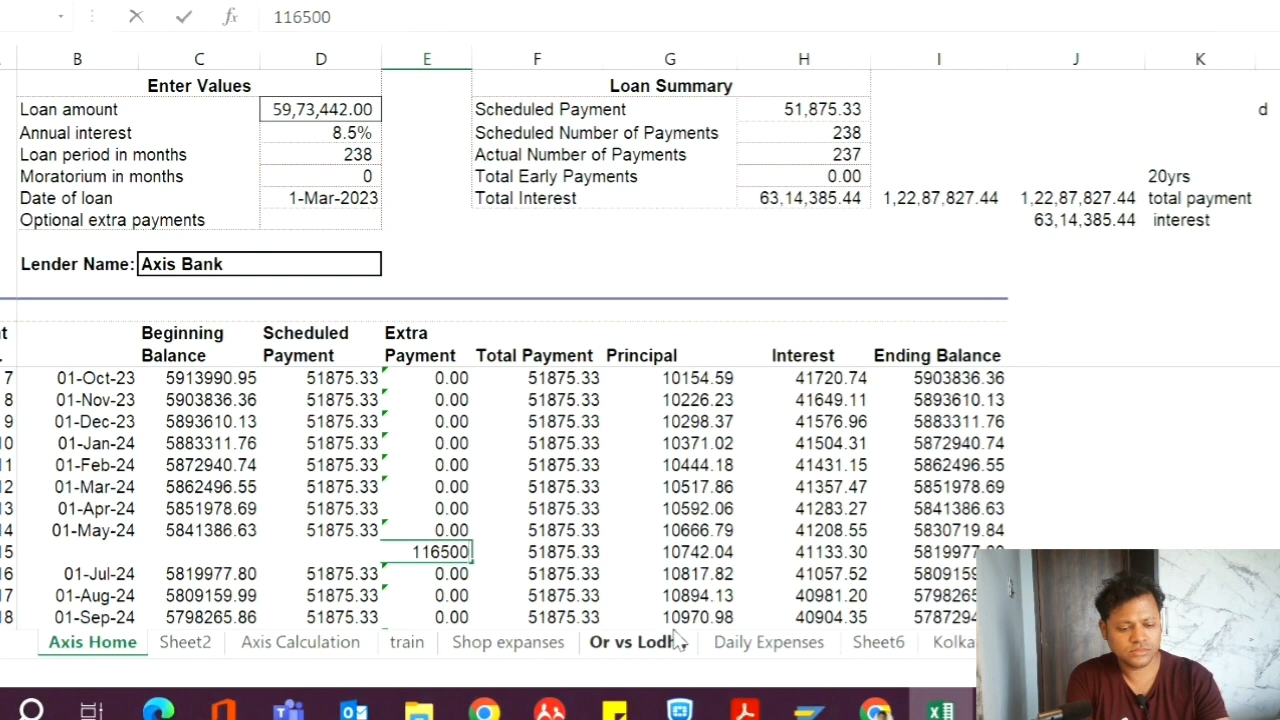 116500
B C D E F G H I J K
Enter Values Loan Summary
Loan amount 59,73,442.00 Scheduled Payment 51,875.33 d
Annual interest 8.5% Scheduled Number of Payments 238
Loan period in months 238 Actual Number of Payments 237
Moratorium in months 0 Total Early Payments 0.00 20yrs
Date of loan 1-Mar-2023 Total Interest 63,14,385.44 1,22,87,827.44 1,22,87,827.44 total payment
Optional extra payments 63,14,385.44 interest
Lender Name: Axis Bank
Beginning Scheduled Extra
Balance Payment Payment Total Payment Principal Interest Ending Balance
7 01-Oct-23 5913990.95 51875.33 0.00 51875.33 10154.59 41720.74 5903836.36
8 01-Nov-23 5903836.36 51875.33 0.00 51875.33 10226.23 41649.11 5893610.13
9 01-Dec-23 5893610.13 51875.33 0.00 51875.33 10298.37 41576.96 5883311.76
10 01-Jan-24 5883311.76 51875.33 0.00 51875.33 10371.02 41504.31 5872940.74
11 01-Feb-24 5872940.74 51875.33 0.00 51875.33 10444.18 41431.15 5862496.55
12 01-Mar-24 5862496.55 51875.33 0.00 51875.33 10517.86 41357.47 5851978.69
13 01-Apr-24 5851978.69 51875.33 0.00 51875.33 10592.06 41283.27 5841386.63
14 01-May-24 5841386.63 51875.33 0.00 51875.33 10666.79 41208.55 5830719.84
15 116500 51875.33 10742.04 41133.30
16 01-Jul-24 5819977.80 51875.33 0.00 51875.33 10817.82 41057.52
17 01-Aug-24 5809159.99 51875.33 0.00 51875.33 10894.13 40981.20
18 01-Sep-24 5798265.86 51875.33 0.00 51875.33 10970.98 40904.35
Axis Home Sheet2 Axis Calculation train Shop expanses Or vs Daily Expenses Sheet6